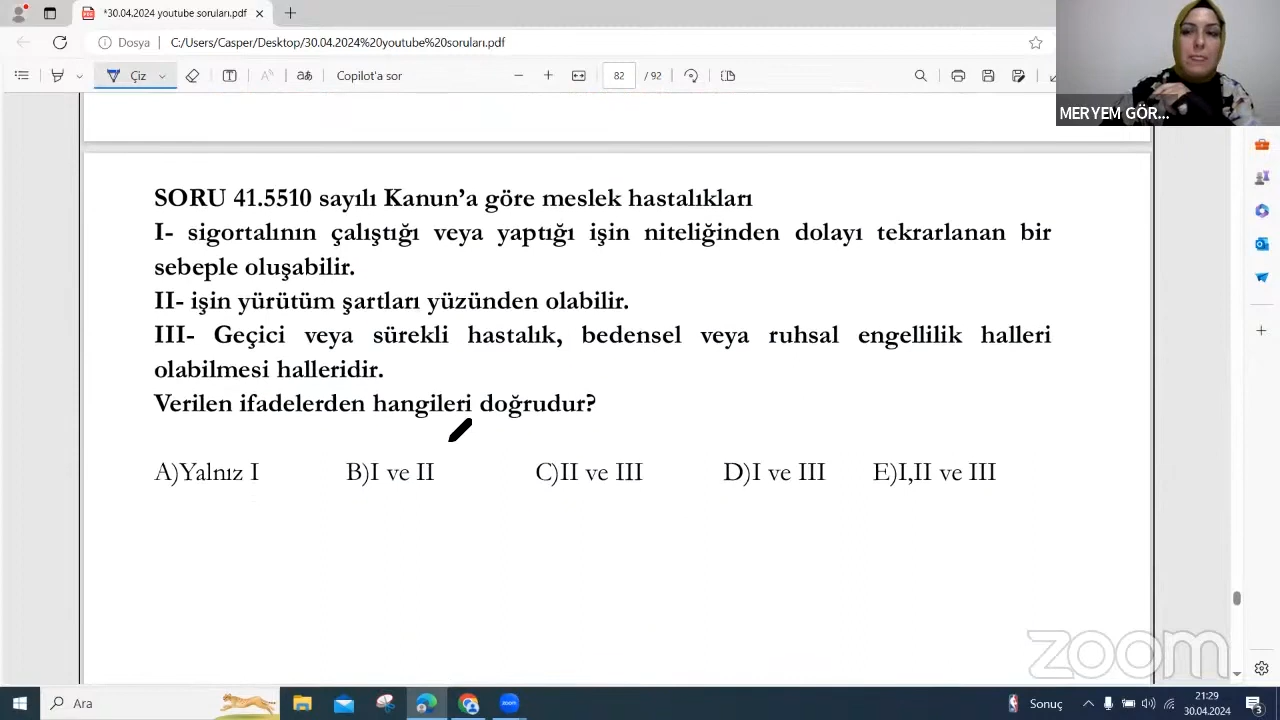 *30.04.2024 youtube soruları.pdf
Dosya
C:/Users/Casper/Desktop/30.04.2024%20youtube%20soruları.pdf
Çiz
Copilot'a sor
82 / 92
MERYEM GÖR...
SORU 41.5510 sayılı Kanun'a göre meslek hastalıkları
I- sigortalının çalıştığı veya yaptığı işin niteliğinden dolayı tekrarlanan bir
sebeple oluşabilir.
II- işin yürütüm şartları yüzünden olabilir.
III- Geçici veya sürekli hastalık, bedensel veya ruhsal engellilik halleri
olabilmesi halleridir.
Verilen ifadelerden hangileri doğrudur?
A)Yalnız I B)I ve II C)II ve III D)I ve III E)I,II ve III
zoom
Ara
zoom
Sonuç
21:29
30.04.2024
3